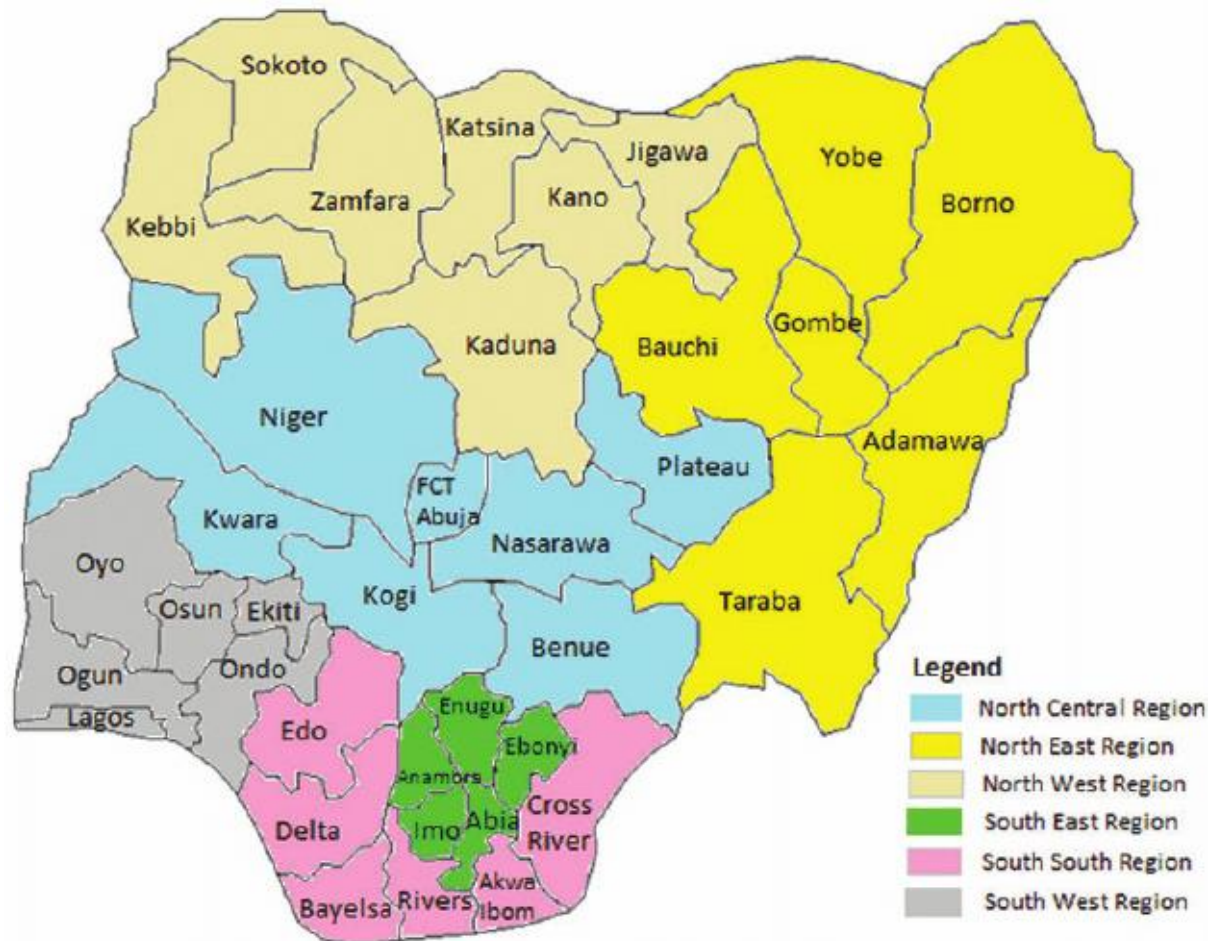 Sokoto
Katsina
Jigawa
Yobe
Borno
Kebbi
Zamfara
Kano
Kaduna
Bauchi
Gombe
Niger
Adamawa
Plateau
FCT
Abuja
Kwara
Nasarawa
Oyo
Kogi
Taraba
Osun
Ekiti
Benue
Ogun
Ondo
Lagos
Edo
Enugu
Ebonyi
Anambra
Delta
Imo
Abia
Cross
River
Bayelsa
Rivers
Akwa
Ibom
Legend
North Central Region
North East Region
North West Region
South East Region
South South Region
South West Region